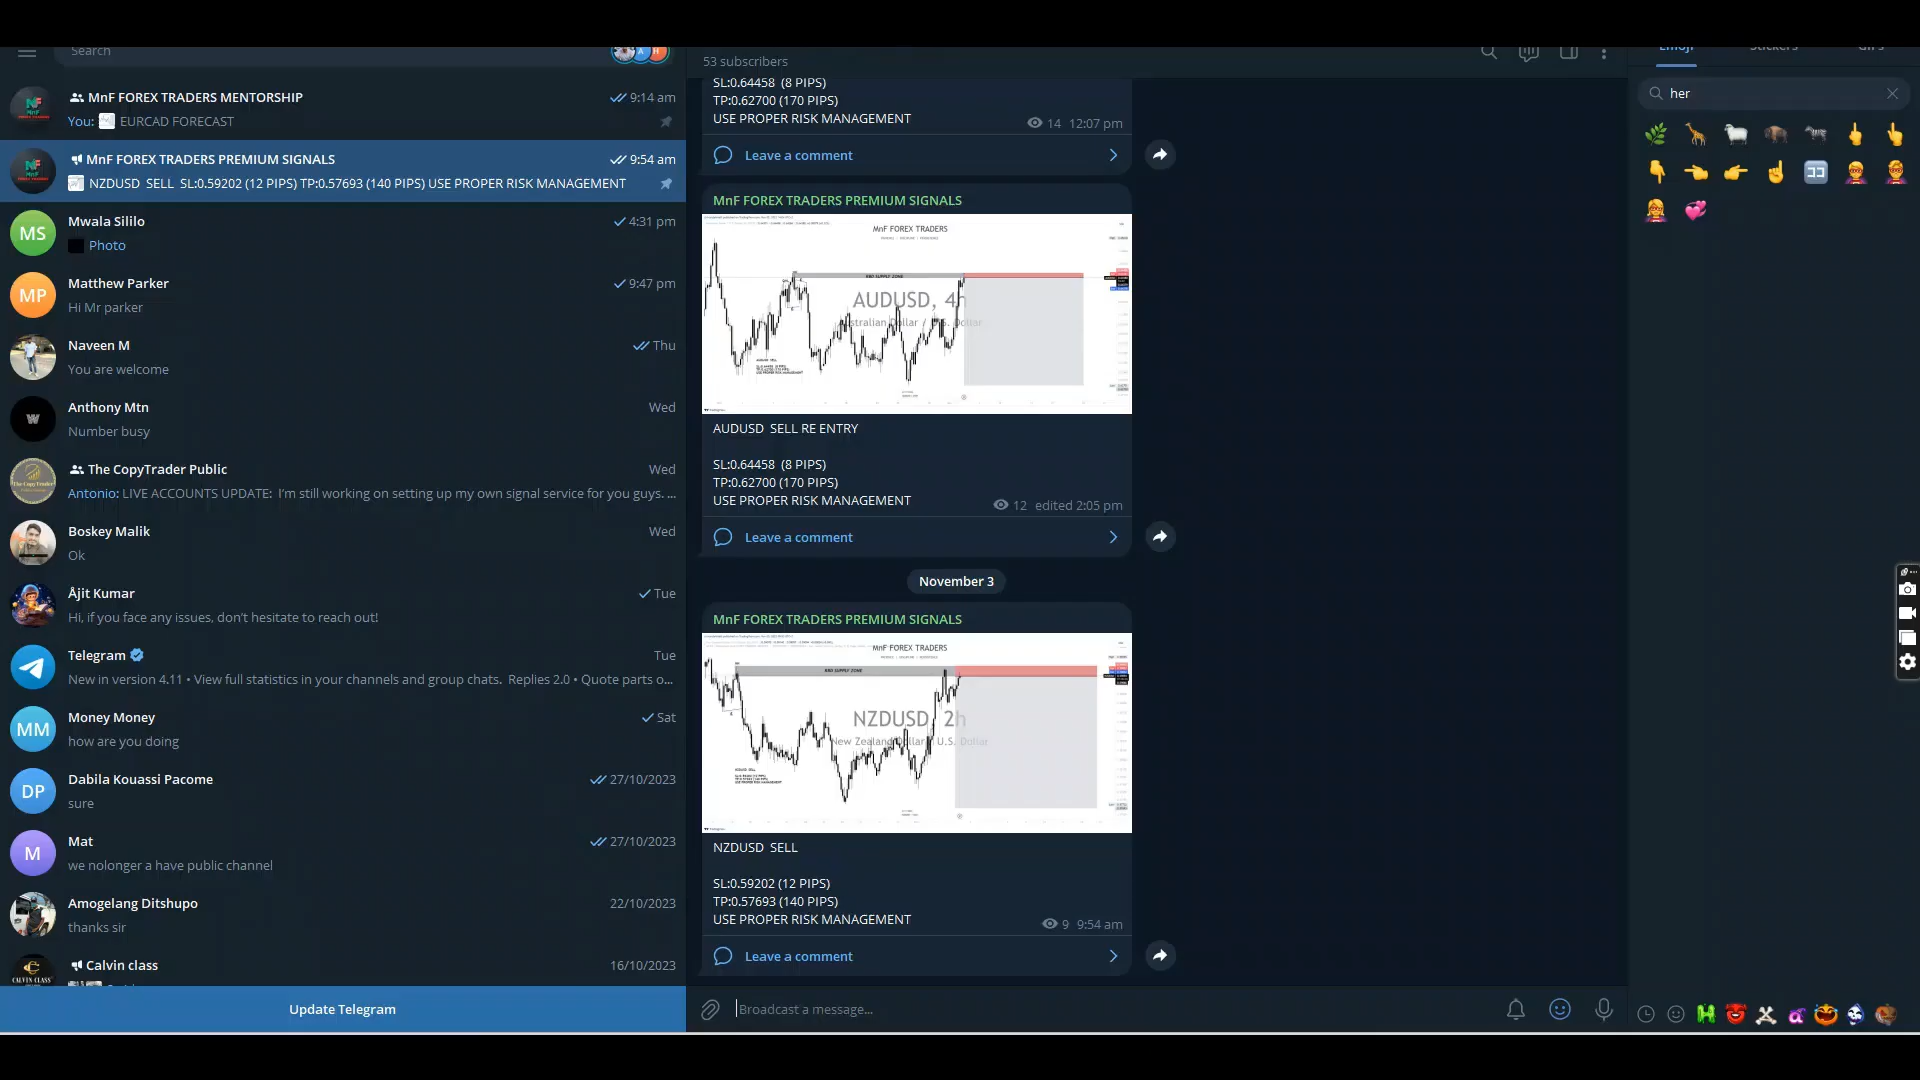 Search
MnF FOREX TRADERS MENTORSHIP
9:14 am
You: EURCAD FORECAST
MnF FOREX TRADERS PREMIUM SIGNALS
9:54 am
NZDUSD SELL SL:0.59202 (12 PIPS) TP:0.57693 (140 PIPS) USE PROPER RISK MANAGEMENT
MS
Mwala Sililo
4:31 pm
Photo
MP
Matthew Parker
9:47 pm
Hi Mr parker
Naveen M
Thu
You are welcome
W
Anthony Mtn
Wed
Number busy
The CopyTrader Public
Wed
Antonio: LIVE ACCOUNTS UPDATE: I'm still working on setting up my own signal service for you guys. ...
Boskey Malik
Wed
Ok
Åjit Kumar
Tue
Hi, if you face any issues, don't hesitate to reach out!
Telegram
Tue
New in version 4.11 • View full statistics in your channels and group chats. Replies 2.0 • Quote parts o...
MM
Money Money
Sat
how are you doing
DP
Dabila Kouassi Pacome
27/10/2023
sure
M
Mat
27/10/2023
we nolonger a have public channel
Amogelang Ditshupo
22/10/2023
thanks sir
Calvin class
16/10/2023
Update Telegram
53 subscribers
SL:0.64458 (8 PIPS)
TP:0.62700 (170 PIPS)
USE PROPER RISK MANAGEMENT
14 12:07 pm
Leave a comment
MnF FOREX TRADERS PREMIUM SIGNALS
MnF FOREX TRADERS
RBD SUPPLY ZONE
AUDUSD, 4h
Australian Dollar / U.S. Dollar
AUDUSD SELL RE ENTRY
SL:0.64458 (8 PIPS)
TP:0.62700 (170 PIPS)
USE PROPER RISK MANAGEMENT
12 edited 2:05 pm
Leave a comment
November 3
MnF FOREX TRADERS PREMIUM SIGNALS
MnF FOREX TRADERS
RBD SUPPLY ZONE
NZDUSD, 2h
New Zealand Dollar / U.S. Dollar
NZDUSD SELL
SL:0.59202 (12 PIPS)
TP:0.57693 (140 PIPS)
USE PROPER RISK MANAGEMENT
9 9:54 am
Leave a comment
Broadcast a message...
Emoji
Stickers
GIFs
her